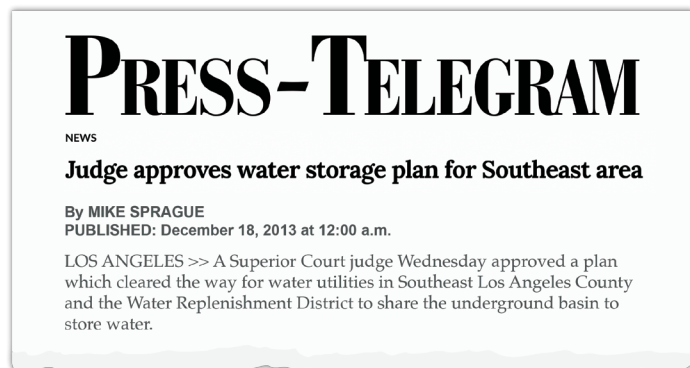 PRESS-TELEGRAM
NEWS
Judge approves water storage plan for Southeast area
By MIKE SPRAGUE
PUBLISHED: December 18, 2013 at 12:00 a.m.
LOS ANGELES >> A Superior Court judge Wednesday approved a plan
which cleared the way for water utilities in Southeast Los Angeles County
and the Water Replenishment District to share the underground basin to
store water.